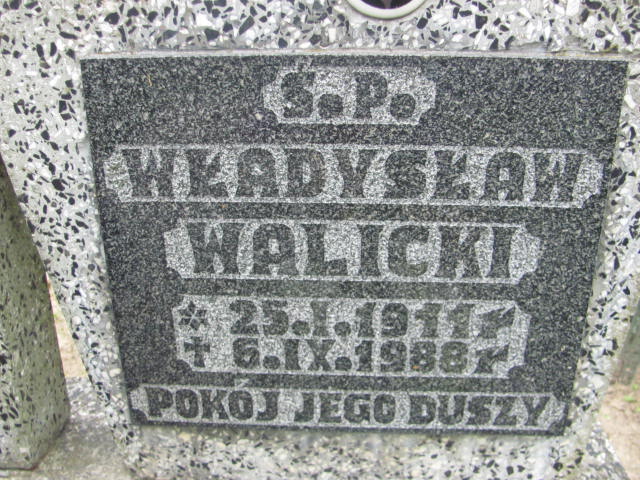 Ś.P.
WŁADYSŁAW
WALICKI
* 25.I.1911 r
† 6.IX.1988 r
POKÓJ JEGO DUSZY